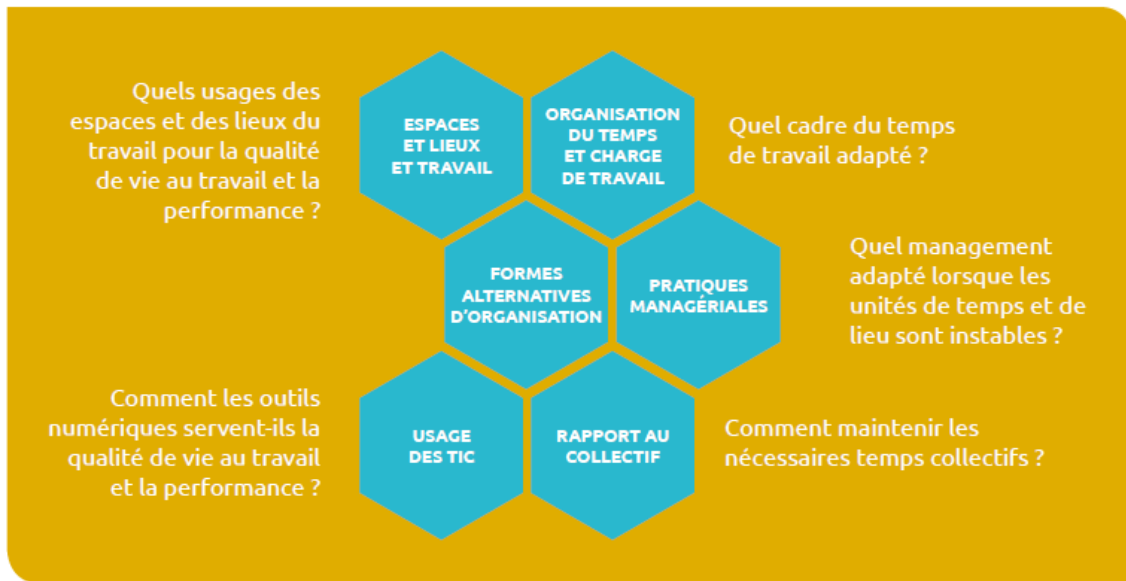 Quels usages des
espaces et des lieux du
travail pour la qualité
de vie au travail et la
performance ?
ESPACES
ET LIEUX
ET TRAVAIL
ORGANISATION
DU TEMPS
ET CHARGE
DE TRAVAIL
Quel cadre du temps
de travail adapté ?
FORMES
ALTERNATIVES
D'ORGANISATION
PRATIQUES
MANAGÉRIALES
Quel management
adapté lorsque les
unités de temps et de
lieu sont instables ?
Comment les outils
numériques servent-ils la
qualité de vie au travail
et la performance ?
USAGE
DES TIC
RAPPORT AU
COLLECTIF
Comment maintenir les
nécessaires temps collectifs ?